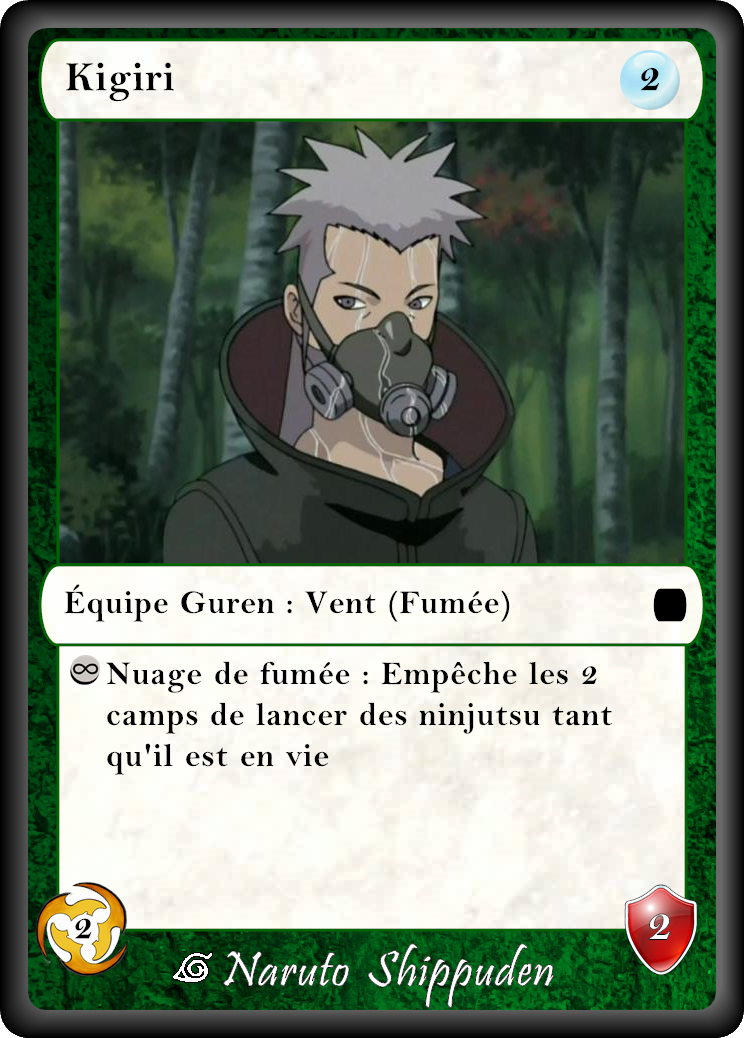 Kigiri
2
Équipe Guren : Vent (Fumée)
Nuage de fumée : Empêche les 2
camps de lancer des ninjutsu tant
qu'il est en vie
2
2
Naruto Shippuden